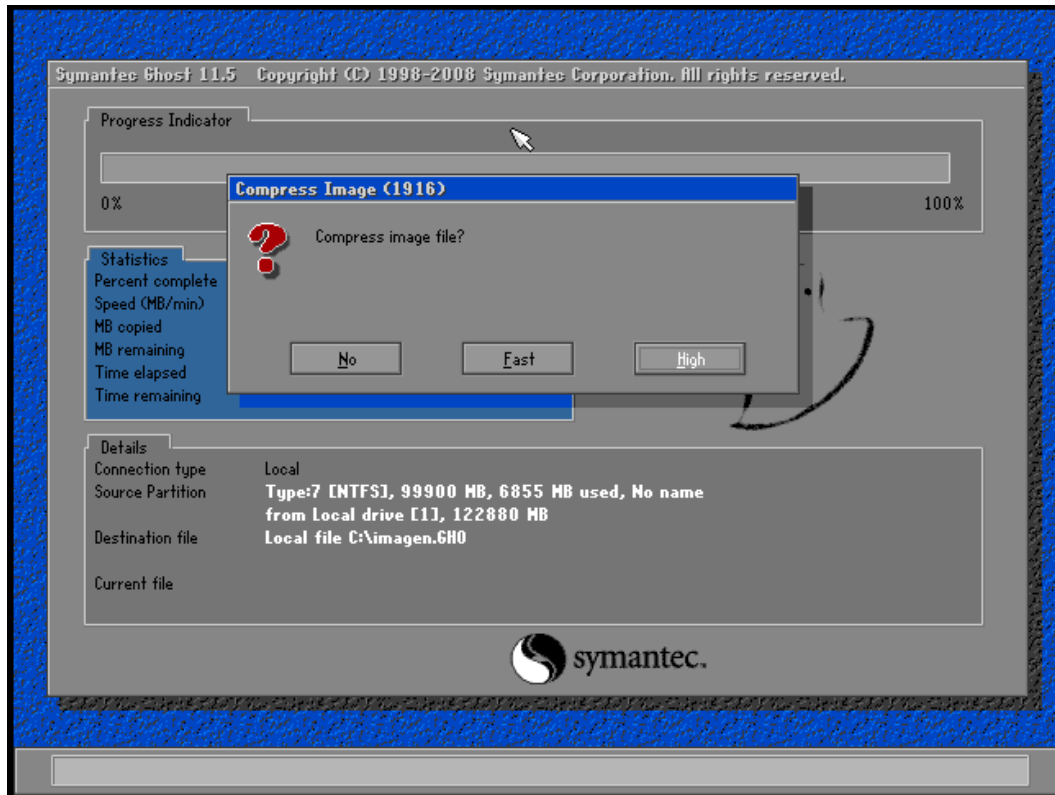 Symantec Ghost 11.5 Copyright (C) 1998-2008 Symantec Corporation. All rights reserved.
Progress Indicator
0%
100%
Compress Image (1916)
Compress image file?
No
Fast
High
Statistics
Percent complete
Speed (MB/min)
MB copied
MB remaining
Time elapsed
Time remaining
Details
Connection type Local
Source Partition Type:7 [NTFS], 99900 MB, 6855 MB used, No name
from Local drive [1], 122880 MB
Destination file Local file C:\imagen.GHO
Current file
symantec.